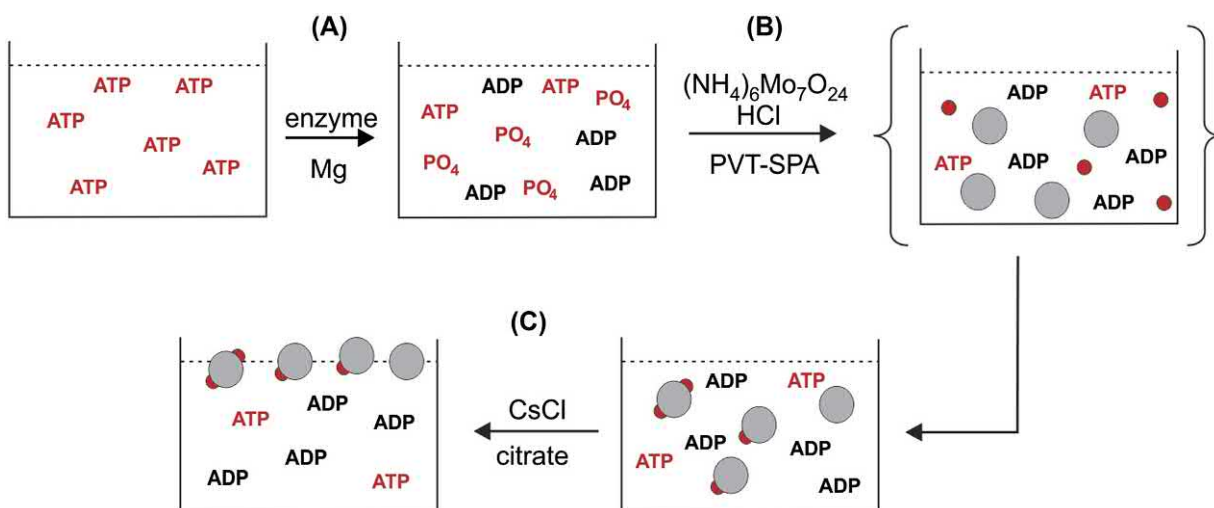 (A)
(B)
ATP ATP
ATP
ATP
ATP
ATP
enzyme
Mg
ADP ATP
PO4
ATP
PO4
ADP
PO4
ADP PO4 ADP
(NH4)6Mo7O24
HCl
PVT-SPA
ADP ATP
ATP ADP ADP
ADP
(C)
ATP ADP ADP
ADP ADP ATP
CsCl
citrate
ADP ATP
ADP ADP
ATP
ADP